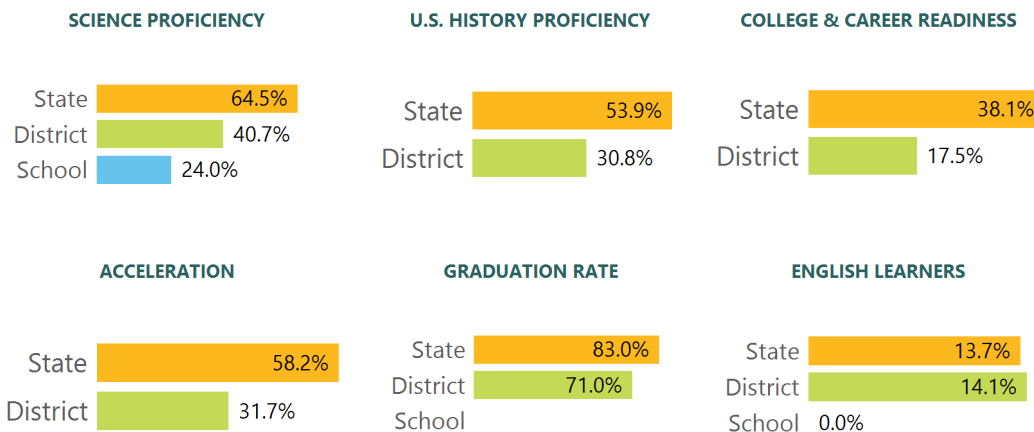 SCIENCE PROFICIENCY
State 64.5%
District 40.7%
School 24.0%
U.S. HISTORY PROFICIENCY
State 53.9%
District 30.8%
COLLEGE & CAREER READINESS
State 38.1%
District 17.5%
ACCELERATION
State 58.2%
District 31.7%
GRADUATION RATE
State 83.0%
District 71.0%
School
ENGLISH LEARNERS
State 13.7%
District 14.1%
School 0.0%